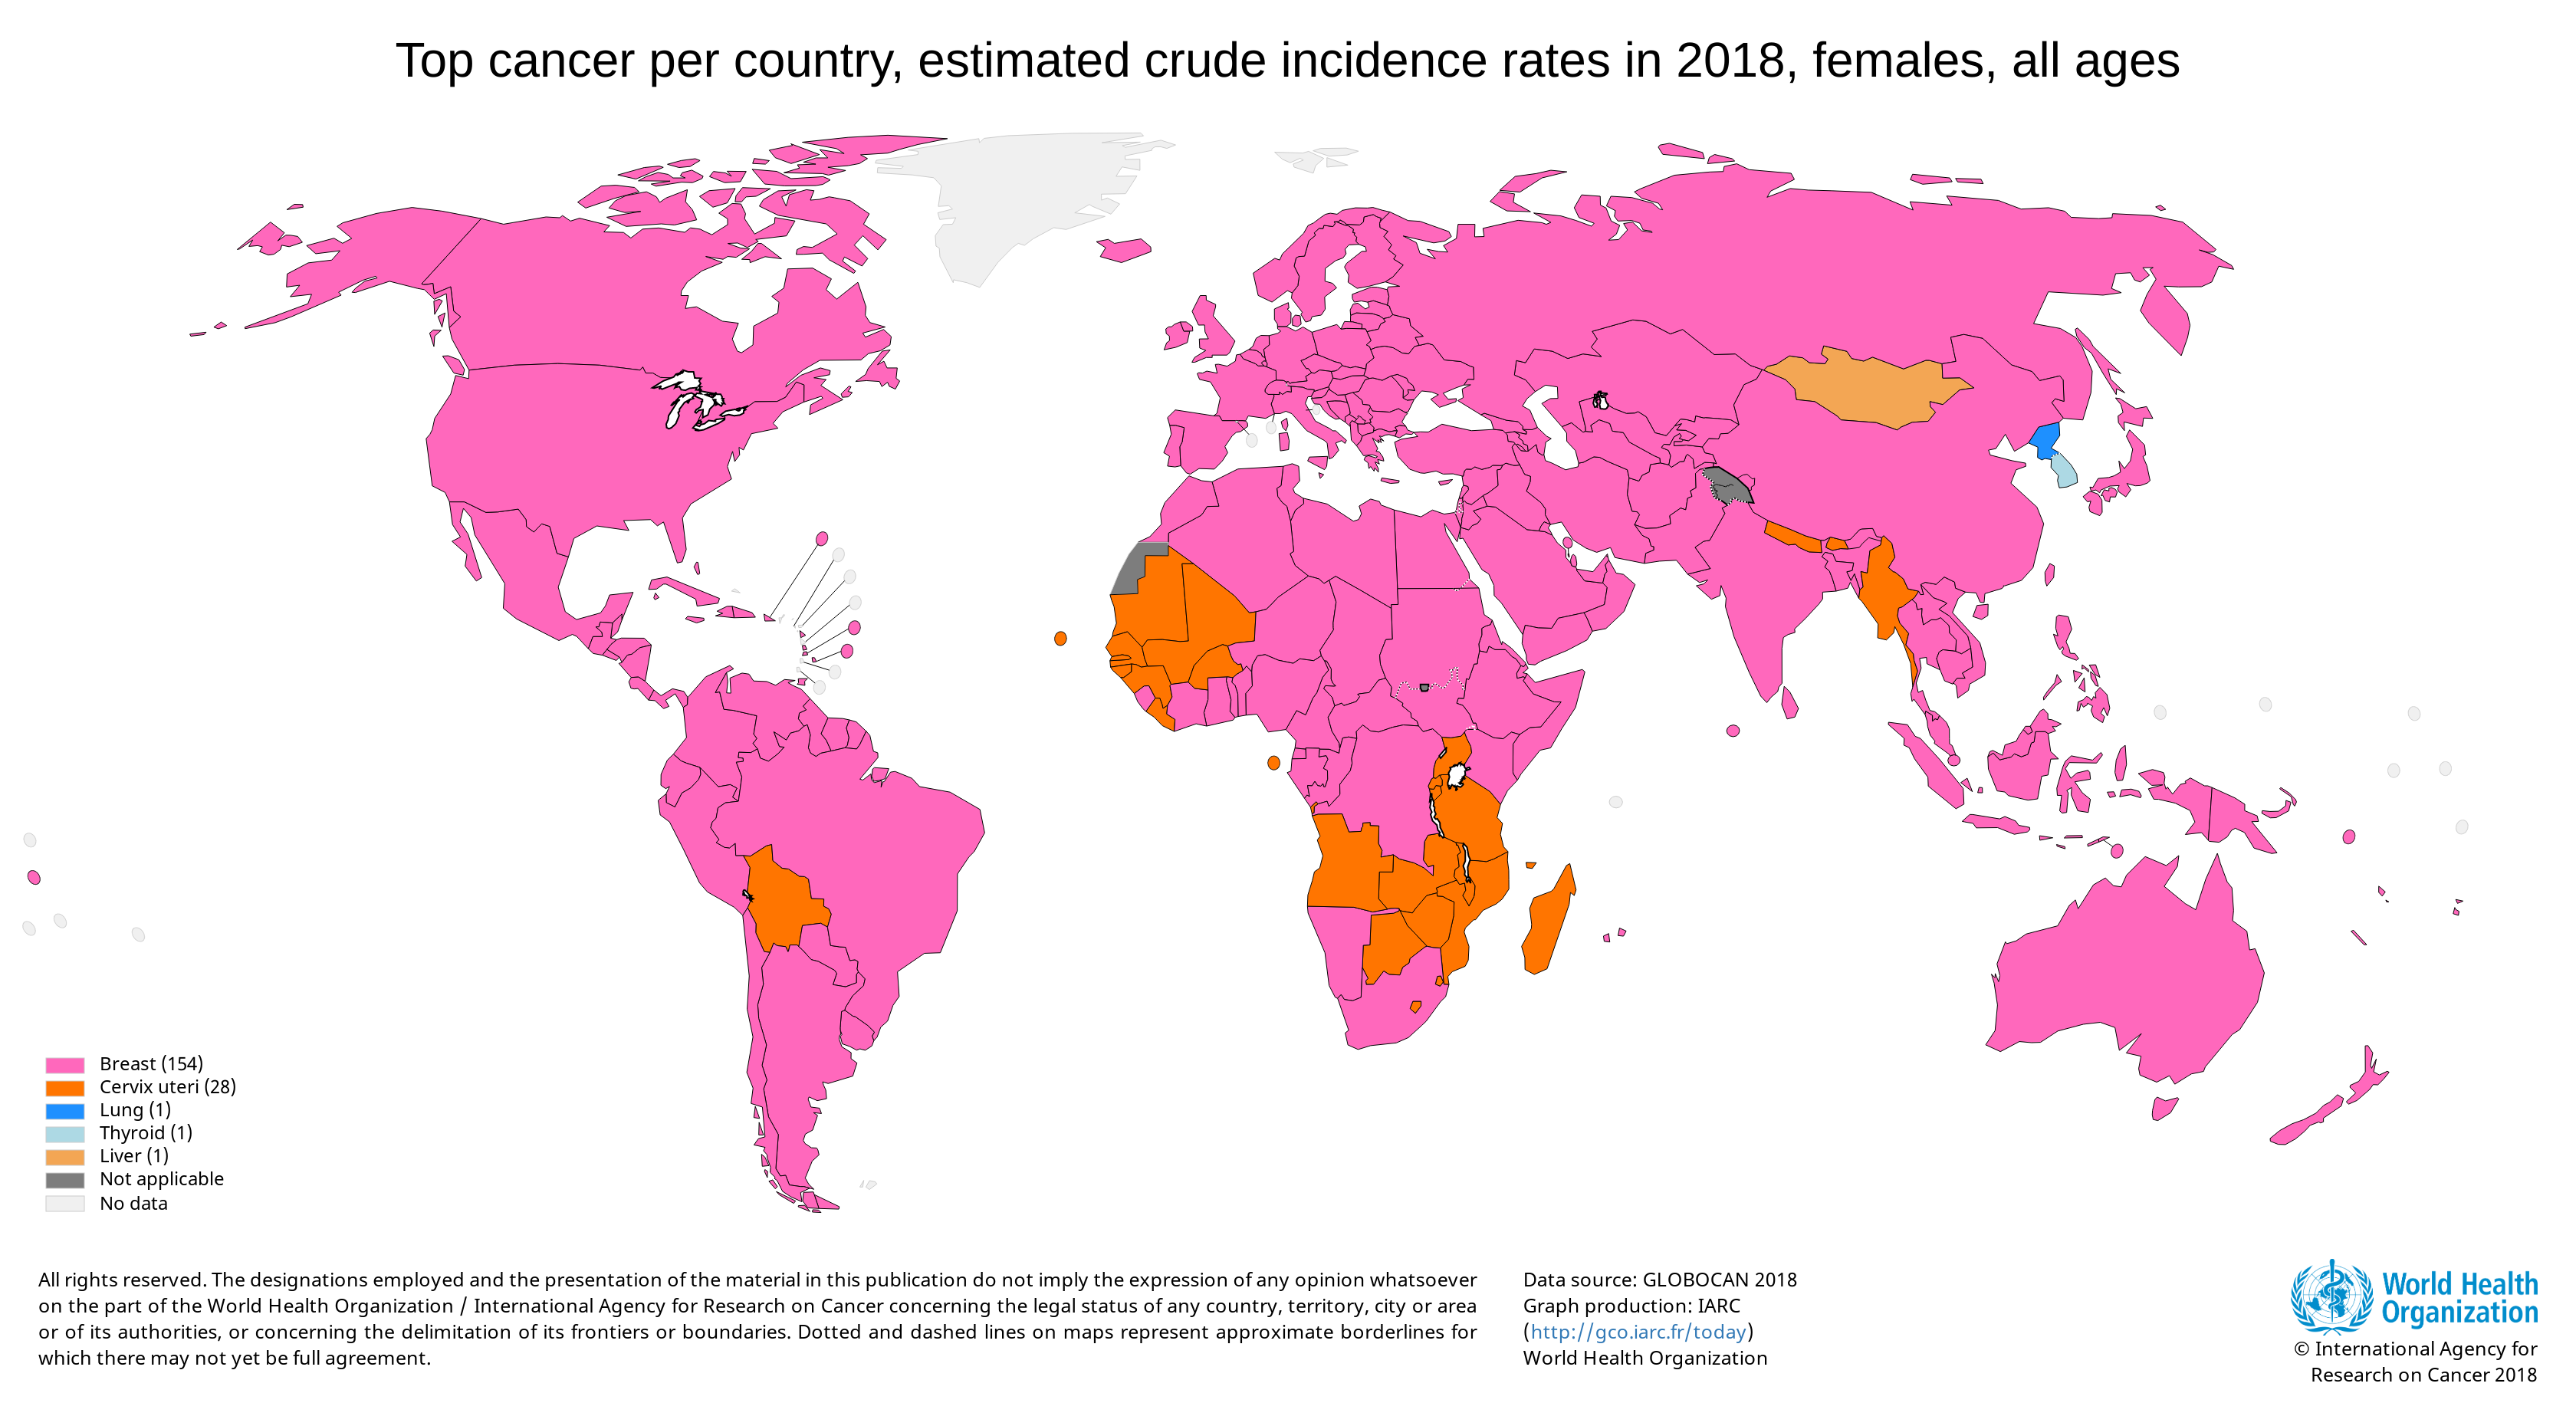 Top cancer per country, estimated crude incidence rates in 2018, females, all ages
Breast (154)
Cervix uteri (28)
Lung (1)
Thyroid (1)
Liver (1)
Not applicable
No data
All rights reserved. The designations employed and the presentation of the material in this publication do not imply the expression of any opinion whatsoever
on the part of the World Health Organization / International Agency for Research on Cancer concerning the legal status of any country, territory, city or area
or of its authorities, or concerning the delimitation of its frontiers or boundaries. Dotted and dashed lines on maps represent approximate borderlines for
which there may not yet be full agreement.
Data source: GLOBOCAN 2018
Graph production: IARC
(http://gco.iarc.fr/today)
World Health Organization
World Health
Organization
© International Agency for
Research on Cancer 2018